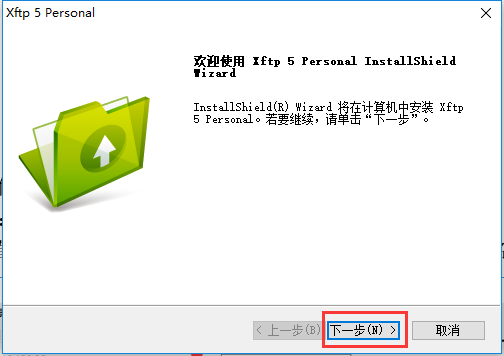 Xftp 5 Personal
欢迎使用 Xftp 5 Personal InstallShield
Wizard
InstallShield(R) Wizard 将在计算机中安装 Xftp
5 Personal。若要继续，请单击“下一步”。
< 上一步(B)
下一步(N) >
取消